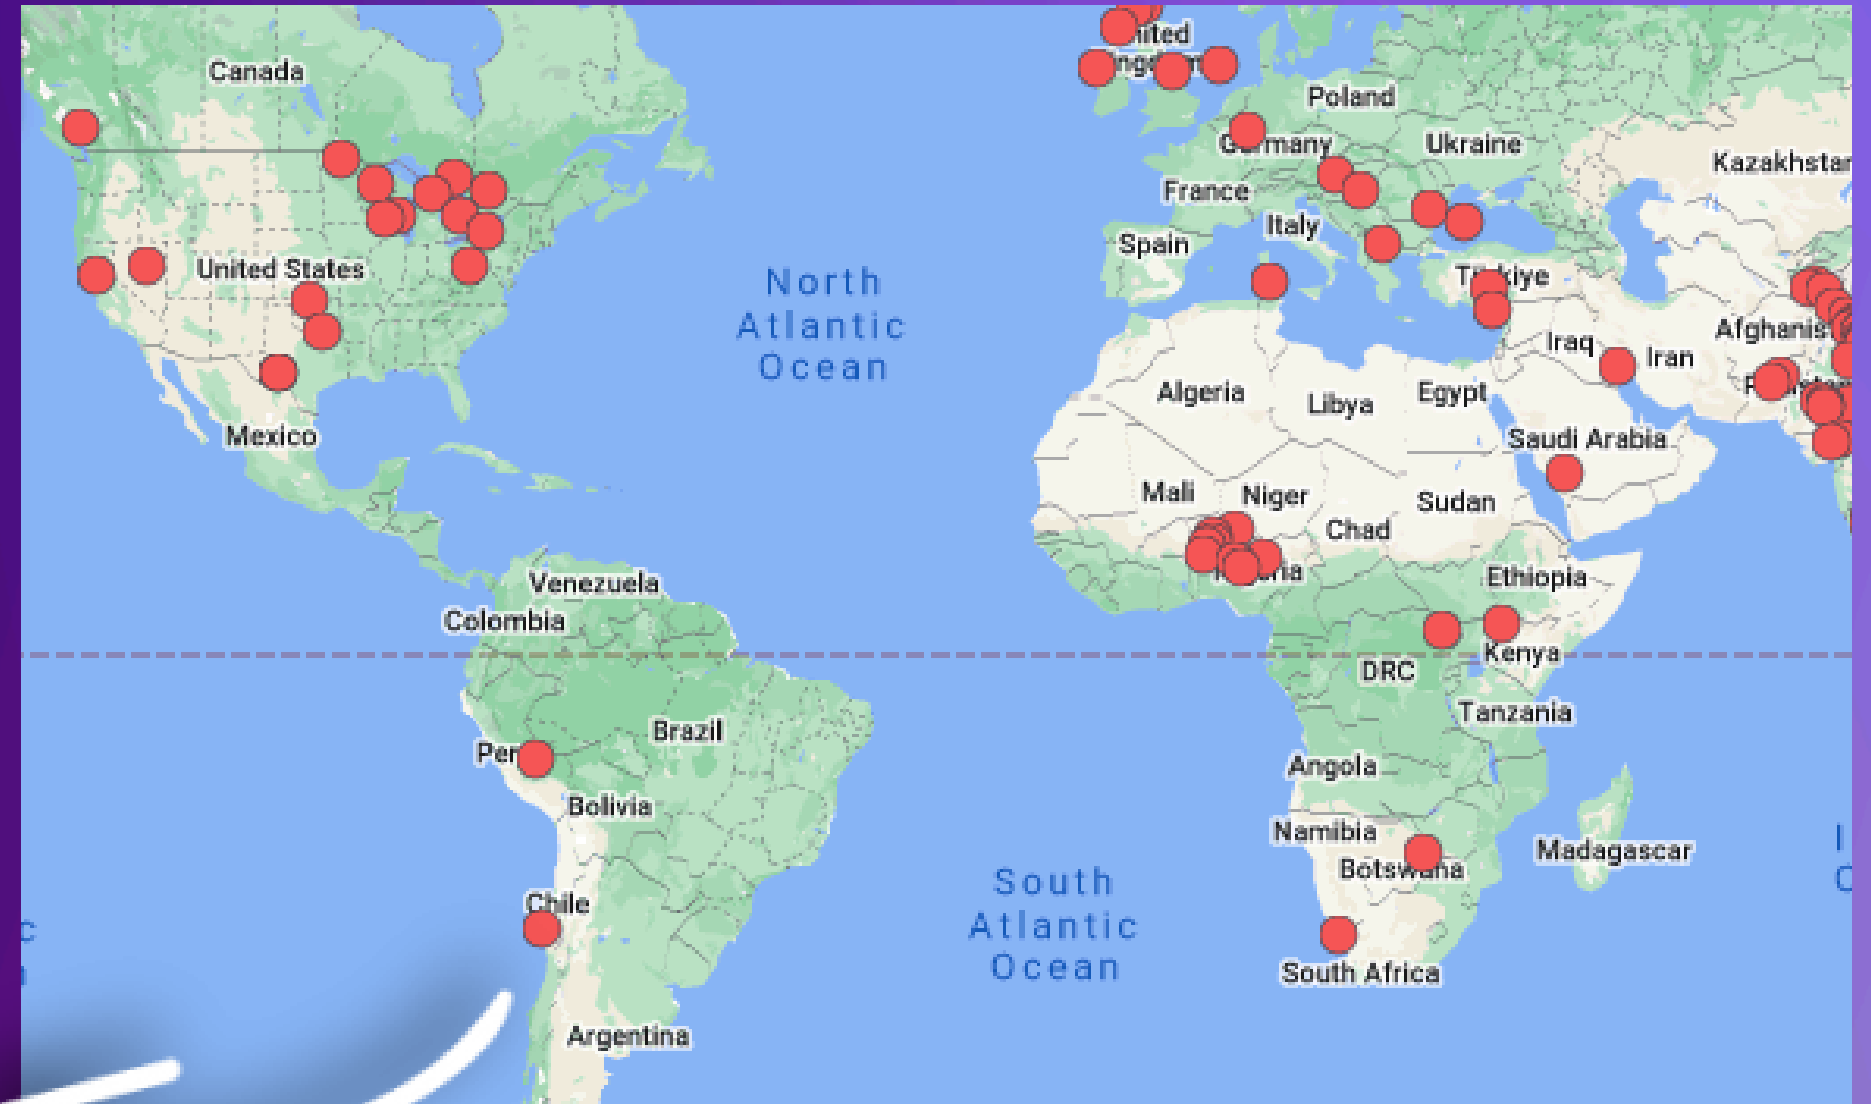 Canada
United States
Mexico
North
Atlantic
Ocean
Venezuela
Colombia
Brazil
Bolivia
Chile
Argentina
South
Atlantic
Ocean
Poland
Ukraine
Kazakhstan
France
Italy
Spain
Iraq
Iran
Algeria
Libya
Egypt
Saudi Arabia
Mali
Niger
Chad
Sudan
Ethiopia
Kenya
DRC
Tanzania
Angola
Namibia
Botswana
Madagascar
South Africa